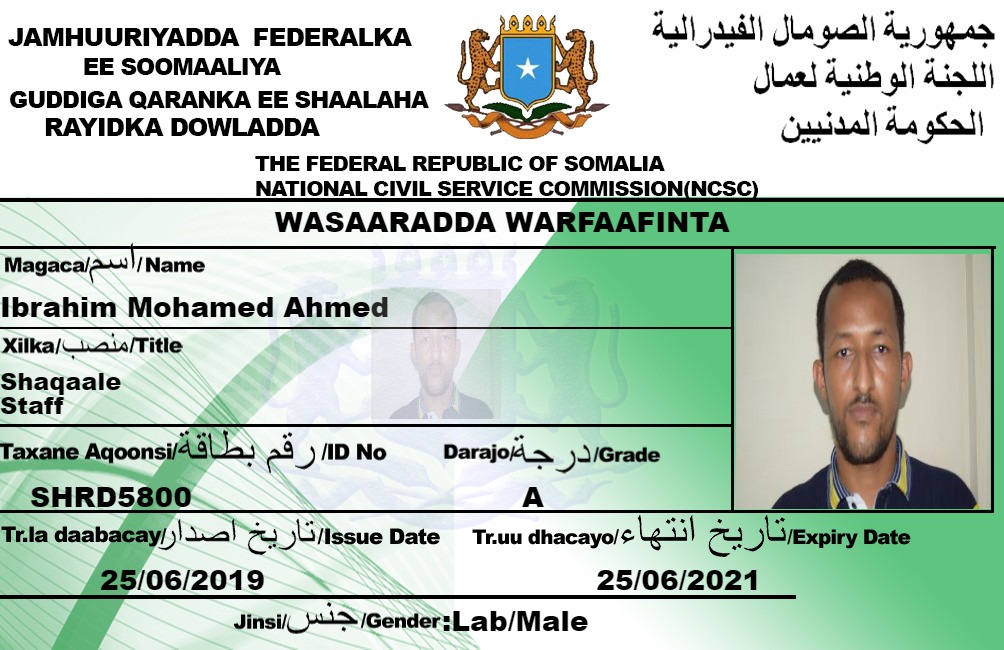 JAMHUURIYADDA FEDERALKA
EE SOOMAALIYA
GUDDIGA QARANKA EE SHAALAHA
RAYIDKA DOWLADDA
جمهورية الصومال الفيدرالية
اللجنة الوطنية لعمال
الحكومة المدنيين
THE FEDERAL REPUBLIC OF SOMALIA
NATIONAL CIVIL SERVICE COMMISSION(NCSC)
WASAARADDA WARFAAFINTA
Magaca/اسم/Name
Ibrahim Mohamed Ahmed
Xilka/منصب/Title
Shaqaale
Staff
Taxane Aqoonsi/رقم بطاقة/ID No
SHRD5800
Darajo/درجة/Grade
A
Tr.la daabacay/تاريخ اصدار/Issue Date
25/06/2019
Tr.uu dhacayo/تاريخ انتهاء/Expiry Date
25/06/2021
Jinsi/جنس/Gender:Lab/Male